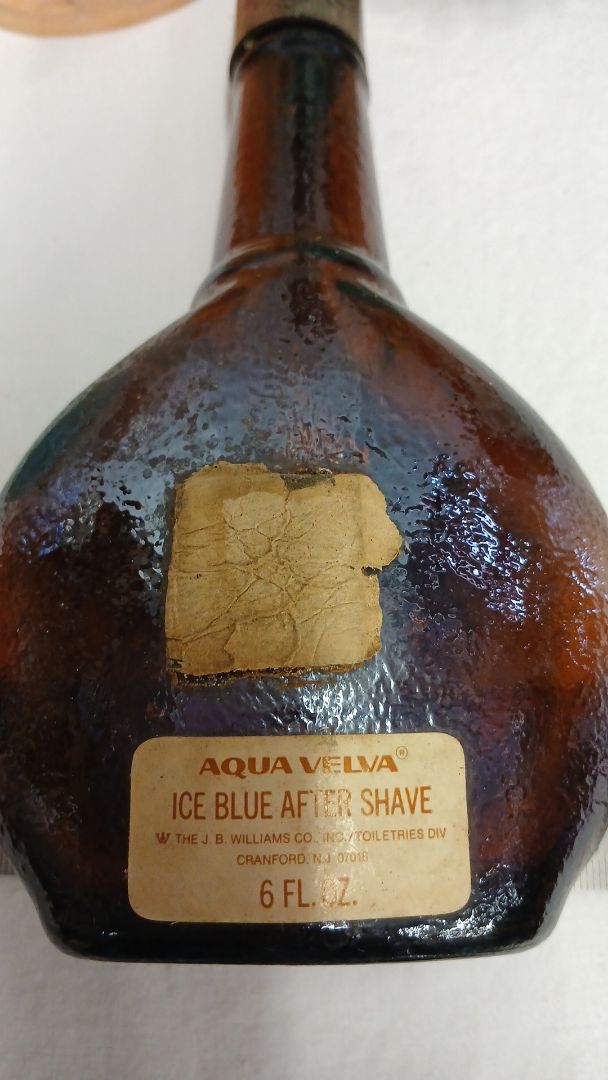 AQUA VELVA®
ICE BLUE AFTER SHAVE
THE J. B. WILLIAMS CO., INC./TOILETRIES DIV
CRANFORD, N.J. 07016
6 FL. OZ.